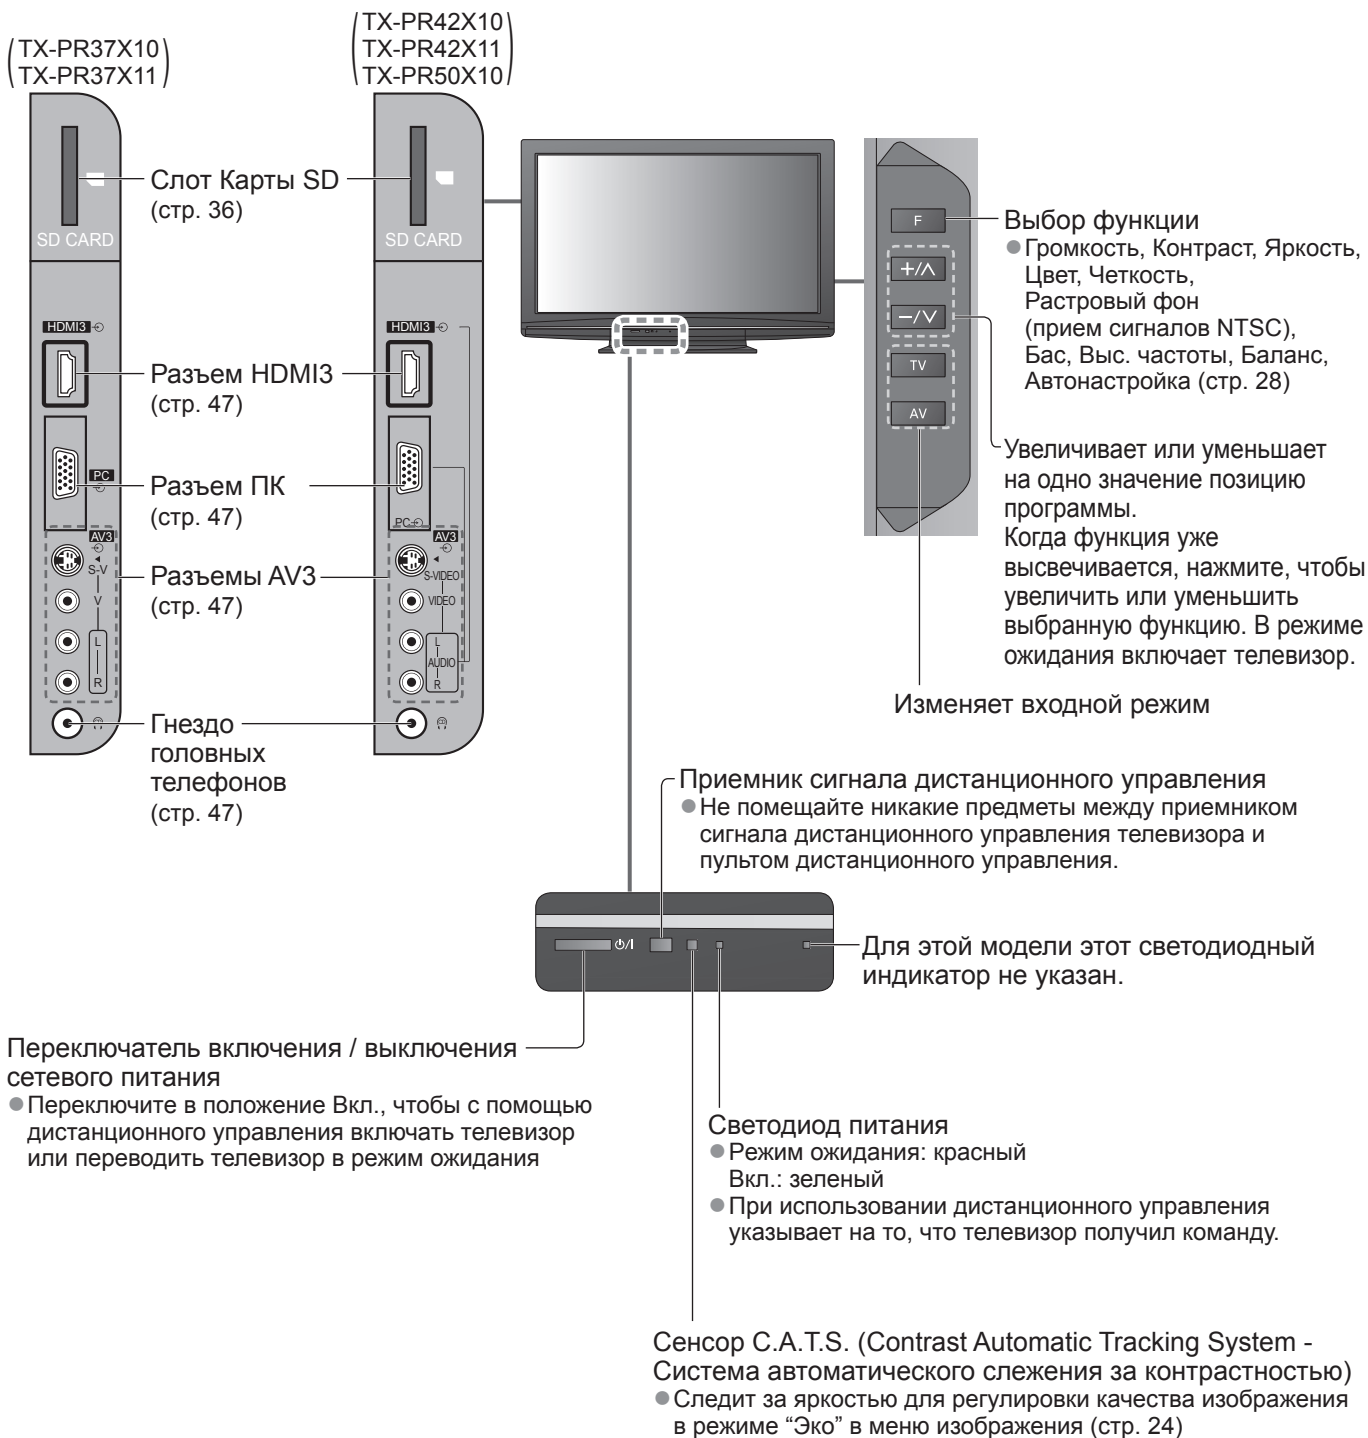 TX-PR37X10
TX-PR37X11
TX-PR42X10
TX-PR42X11
TX-PR50X10
SD CARD
HDMI3
PC
AV3
S-V
V
L
R
Слот Карты SD
(стр. 36)
Разъем HDMI3
(стр. 47)
Разъем ПК
(стр. 47)
Разъемы AV3
(стр. 47)
Гнездо
головных
телефонов
(стр. 47)
SD CARD
HDMI3
PC
AV3
S-VIDEO
VIDEO
L
AUDIO
R
F
+/∧
−/∨
TV
AV
Выбор функции
●Громкость, Контраст, Яркость,
Цвет, Четкость,
Растровый фон
(прием сигналов NTSC),
Бас, Выс. частоты, Баланс,
Автонастройка (стр. 28)
Увеличивает или уменьшает
на одно значение позицию
программы.
Когда функция уже
высвечивается, нажмите, чтобы
увеличить или уменьшить
выбранную функцию. В режиме
ожидания включает телевизор.
Изменяет входной режим
Приемник сигнала дистанционного управления
●Не помещайте никакие предметы между приемником
сигнала дистанционного управления телевизора и
пультом дистанционного управления.
⏻/I
Для этой модели этот светодиодный
индикатор не указан.
Переключатель включения / выключения
сетевого питания
●Переключите в положение Вкл., чтобы с помощью
дистанционного управления включать телевизор
или переводить телевизор в режим ожидания
Светодиод питания
●Режим ожидания: красный
Вкл.: зеленый
●При использовании дистанционного управления
указывает на то, что телевизор получил команду.
Сенсор C.A.T.S. (Contrast Automatic Tracking System -
Система автоматического слежения за контрастностью)
●Следит за яркостью для регулировки качества изображения
в режиме “Эко” в меню изображения (стр. 24)